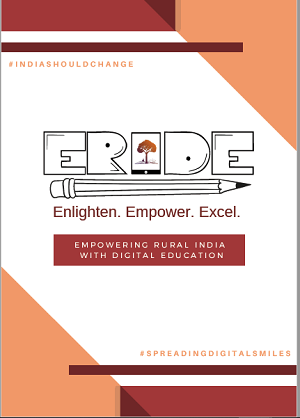 #INDIASHOULDCHANGE
ERIDE
Enlighten. Empower. Excel.
EMPOWERING RURAL INDIA
WITH DIGITAL EDUCATION
#SPREADINGDIGITALSMILES